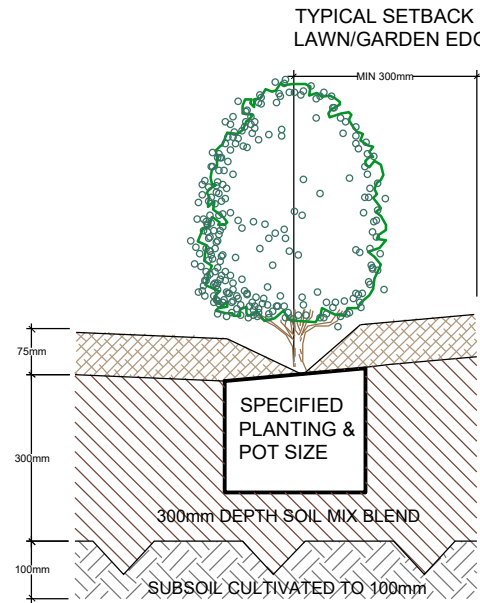 TYPICAL SETBACK
LAWN/GARDEN EDG
MIN 300mm
75mm
SPECIFIED
PLANTING &
POT SIZE
300mm
300mm DEPTH SOIL MIX BLEND
100mm
SUBSOIL CULTIVATED TO 100mm